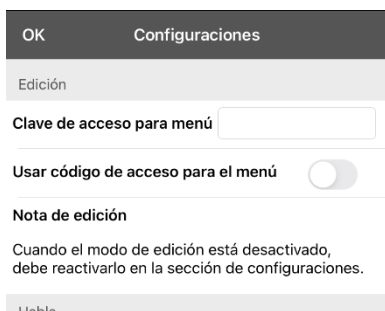 OK Configuraciones
Edición
Clave de acceso para menú
Usar código de acceso para el menú
Nota de edición
Cuando el modo de edición está desactivado,
debe reactivarlo en la sección de configuraciones.
Habla